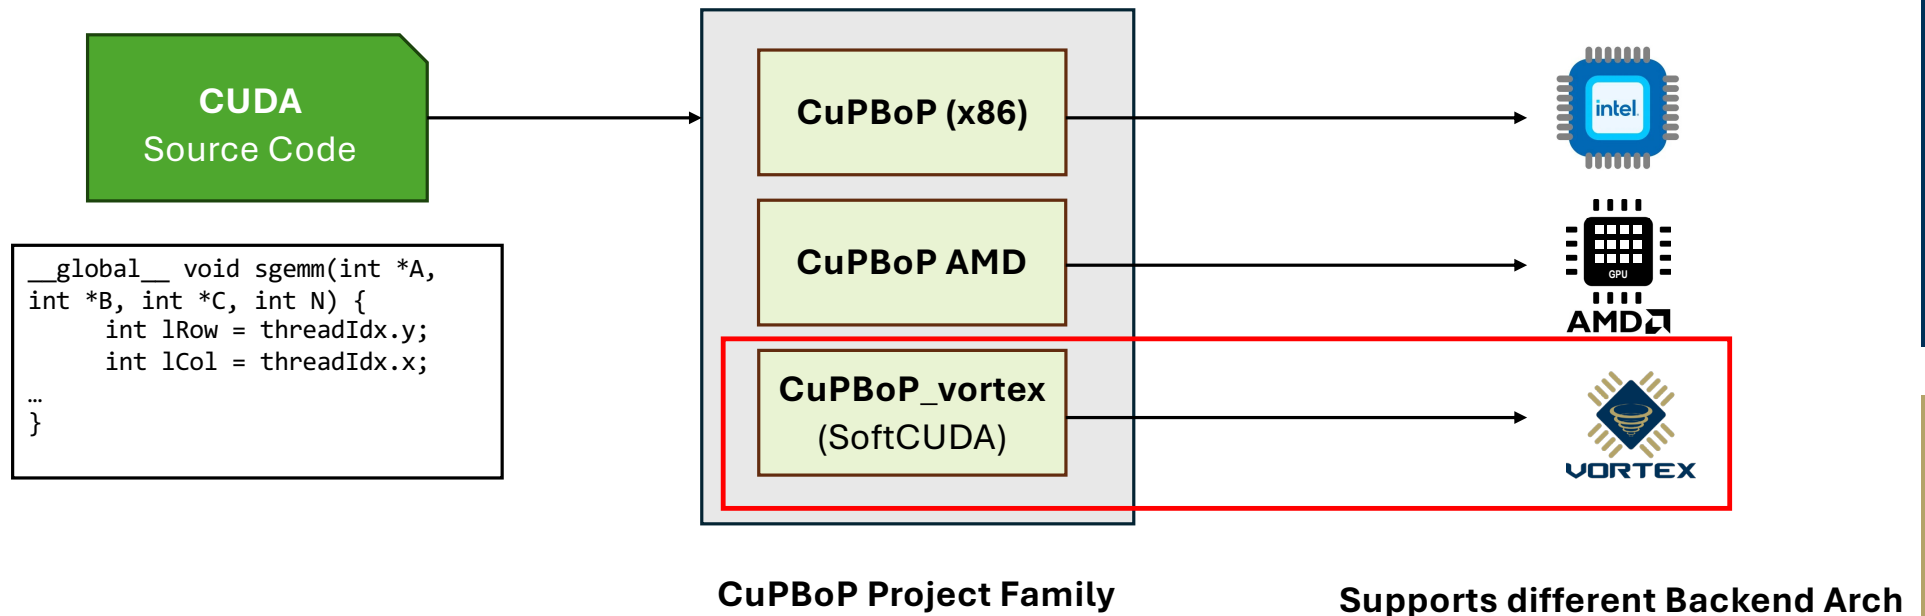 CUDA
Source Code
__global__ void sgemm(int *A,
int *B, int *C, int N) {
int lRow = threadIdx.y;
int lCol = threadIdx.x;
…
}
CuPBoP (x86)
CuPBoP AMD
CuPBoP_vortex
(SoftCUDA)
CuPBoP Project Family
intel
GPU
AMD
VORTEX
Supports different Backend Arch